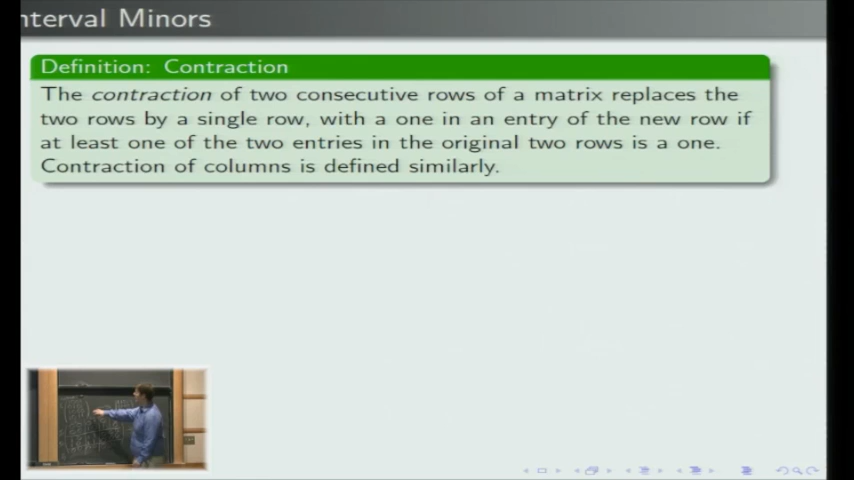 nterval Minors
Definition: Contraction
The contraction of two consecutive rows of a matrix replaces the
two rows by a single row, with a one in an entry of the new row if
at least one of the two entries in the original two rows is a one.
Contraction of columns is defined similarly.